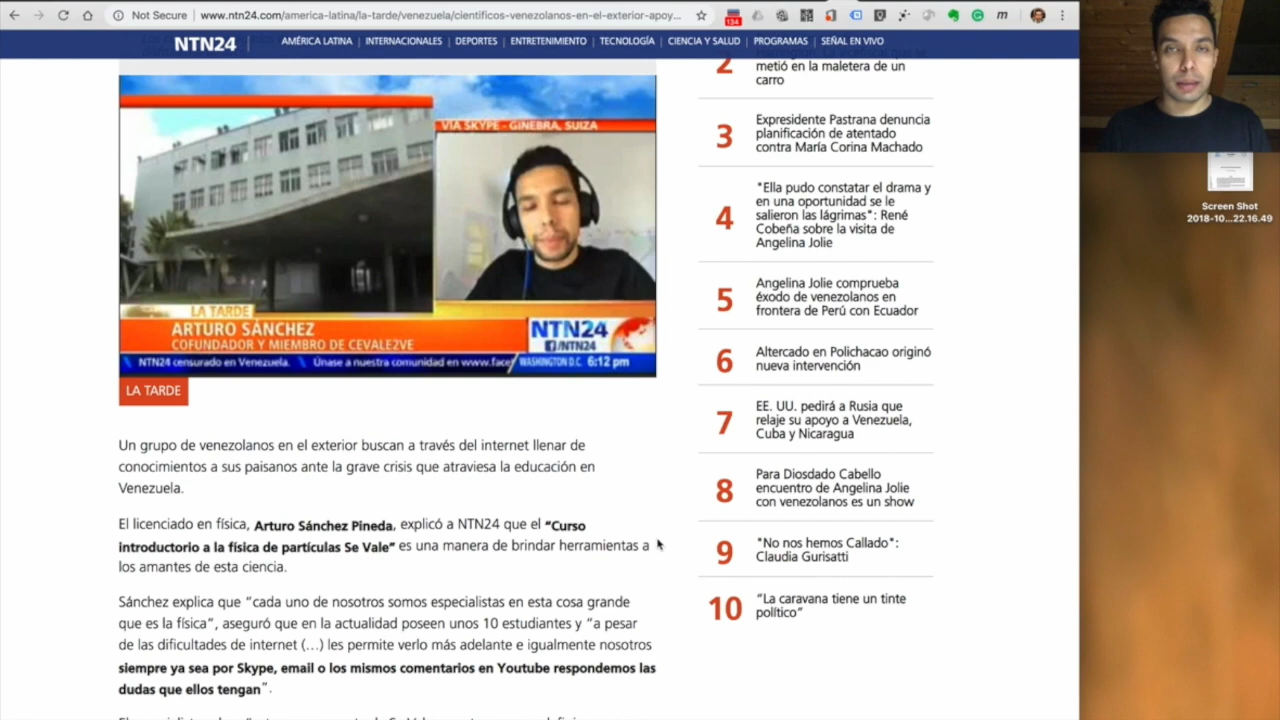 Not Secure | www.ntn24.com/america-latina/la-tarde/venezuela/cientificos-venezolanos-en-el-exterior-apoy...
134
m
NTN24
AMÉRICA LATINA | INTERNACIONALES | DEPORTES | ENTRETENIMIENTO | TECNOLOGÍA | CIENCIA Y SALUD | PROGRAMAS | SEÑAL EN VIVO
VIA SKYPE - GINEBRA, SUIZA
LA TARDE
ARTURO SÁNCHEZ
COFUNDADOR Y MIEMBRO DE CEVALEZVE
NTN24
f/NTN24
NTN24 censurado en Venezuela. \ Únase a nuestra comunidad en www.face
WASHINGTON D.C. 6:12 pm
LA TARDE
Un grupo de venezolanos en el exterior buscan a través del internet llenar de
conocimientos a sus paisanos ante la grave crisis que atraviesa la educación en
Venezuela.
El licenciado en física, Arturo Sánchez Pineda, explicó a NTN24 que el "Curso
introductorio a la física de partículas Se Vale" es una manera de brindar herramientas a
los amantes de esta ciencia.
Sánchez explica que “cada uno de nosotros somos especialistas en esta cosa grande
que es la física”, aseguró que en la actualidad poseen unos 10 estudiantes y “a pesar
de las dificultades de internet (...) les permite verlo más adelante e igualmente nosotros
siempre ya sea por Skype, email o los mismos comentarios en Youtube respondemos las
dudas que ellos tengan”.
2
metió en la maletera de un
carro
3
Expresidente Pastrana denuncia
planificación de atentado
contra María Corina Machado
4
"Ella pudo constatar el drama y
en una oportunidad se le
salieron las lágrimas": René
Cobeña sobre la visita de
Angelina Jolie
5
Angelina Jolie comprueba
éxodo de venezolanos en
frontera de Perú con Ecuador
6
Altercado en Polichacao originó
nueva intervención
7
EE. UU. pedirá a Rusia que
relaje su apoyo a Venezuela,
Cuba y Nicaragua
8
Para Diosdado Cabello
encuentro de Angelina Jolie
con venezolanos es un show
9
"No nos hemos Callado":
Claudia Gurisatti
10
“La caravana tiene un tinte
político”
Screen Shot
2018-10...22.16.49